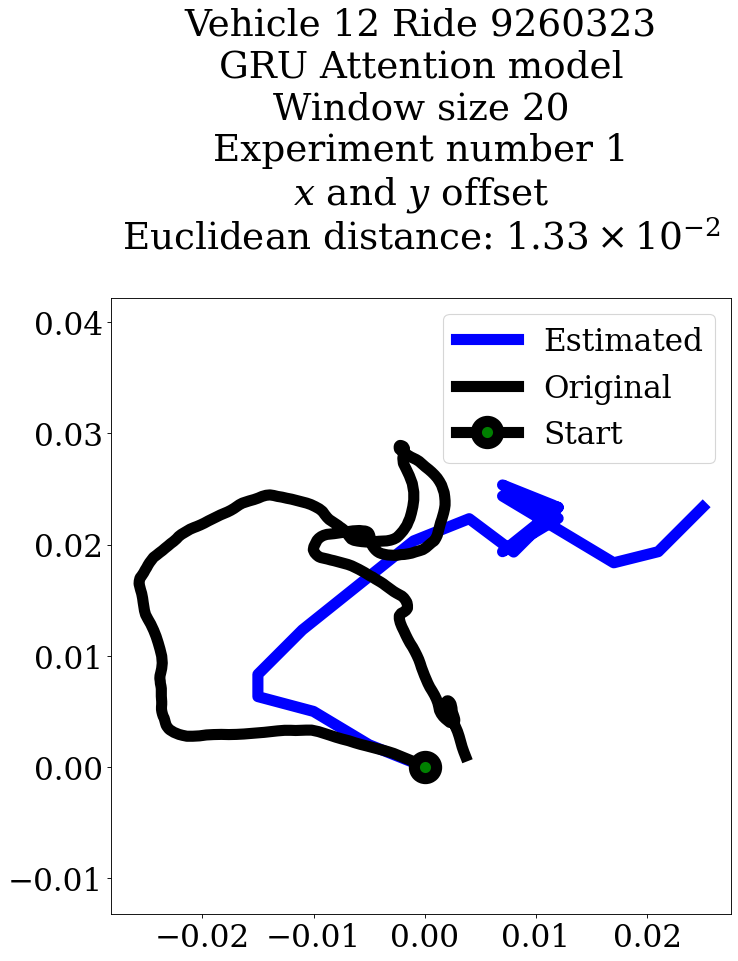 Vehicle 12 Ride 9260323
GRU Attention model
Window size 20
Experiment number 1
x and y offset
Euclidean distance: 1.33 × 10⁻²
Estimated
Original
Start
0.04
0.03
0.02
0.01
0.00
−0.01
−0.02 −0.01 0.00 0.01 0.02